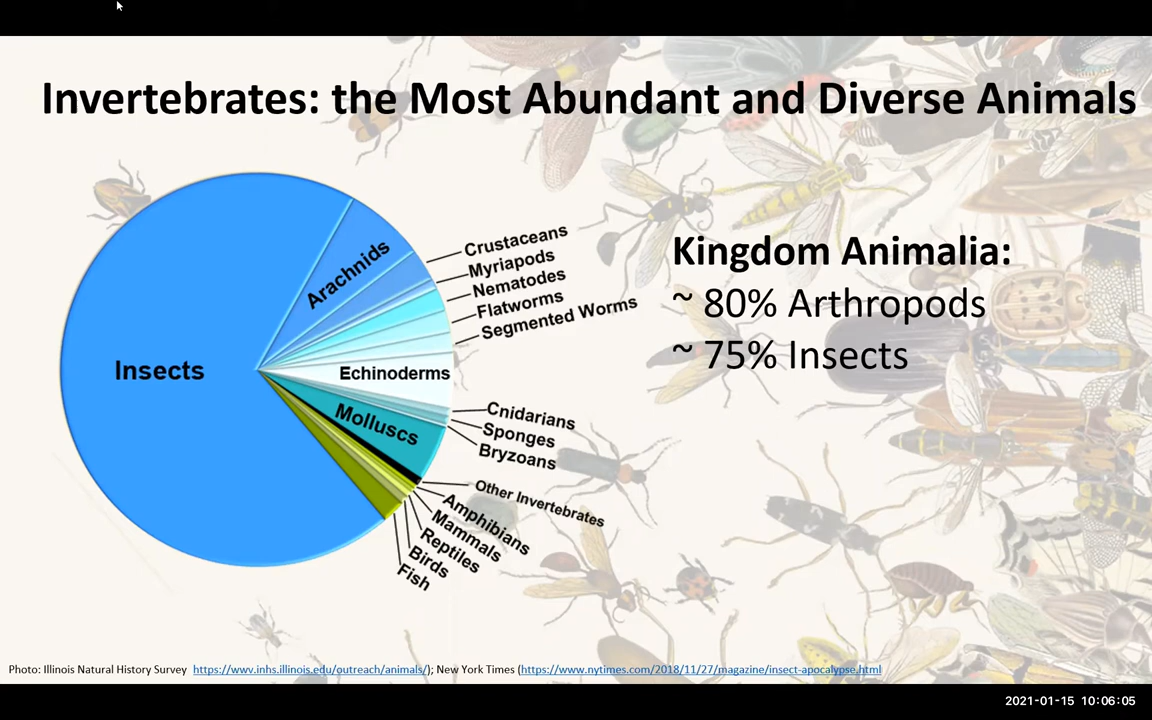 Invertebrates: the Most Abundant and Diverse Animals
Kingdom Animalia:
~ 80% Arthropods
~ 75% Insects
Insects
Arachnids
Crustaceans
Myriapods
Nematodes
Flatworms
Segmented Worms
Echinoderms
Molluscs
Cnidarians
Sponges
Bryzoans
Other Invertebrates
Amphibians
Mammals
Reptiles
Birds
Fish
Photo: Illinois Natural History Survey https://wwv.inhs.illinois.edu/outreach/animals/); New York Times (https://www.nytimes.com/2018/11/27/magazine/insect-apocalypse.html
2021-01-15 10:06:05